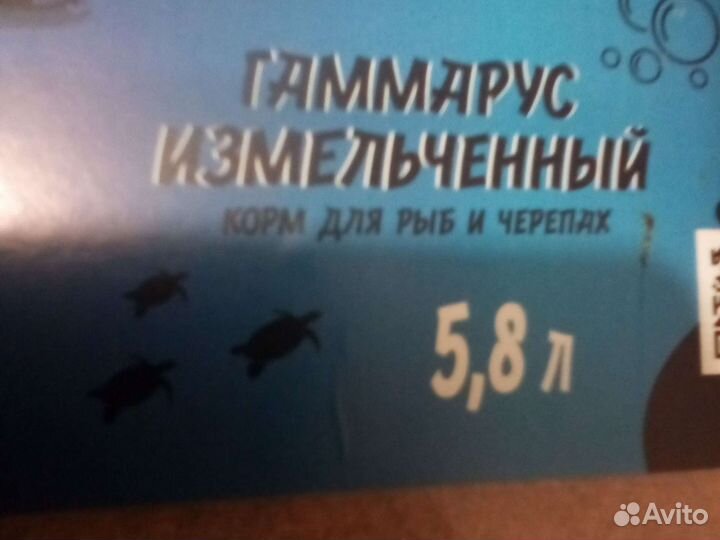 ГАММАРУС
ИЗМЕЛЬЧЕННЫЙ
КОРМ ДЛЯ РЫБ И ЧЕРЕПАХ
5,8 Л
Avito